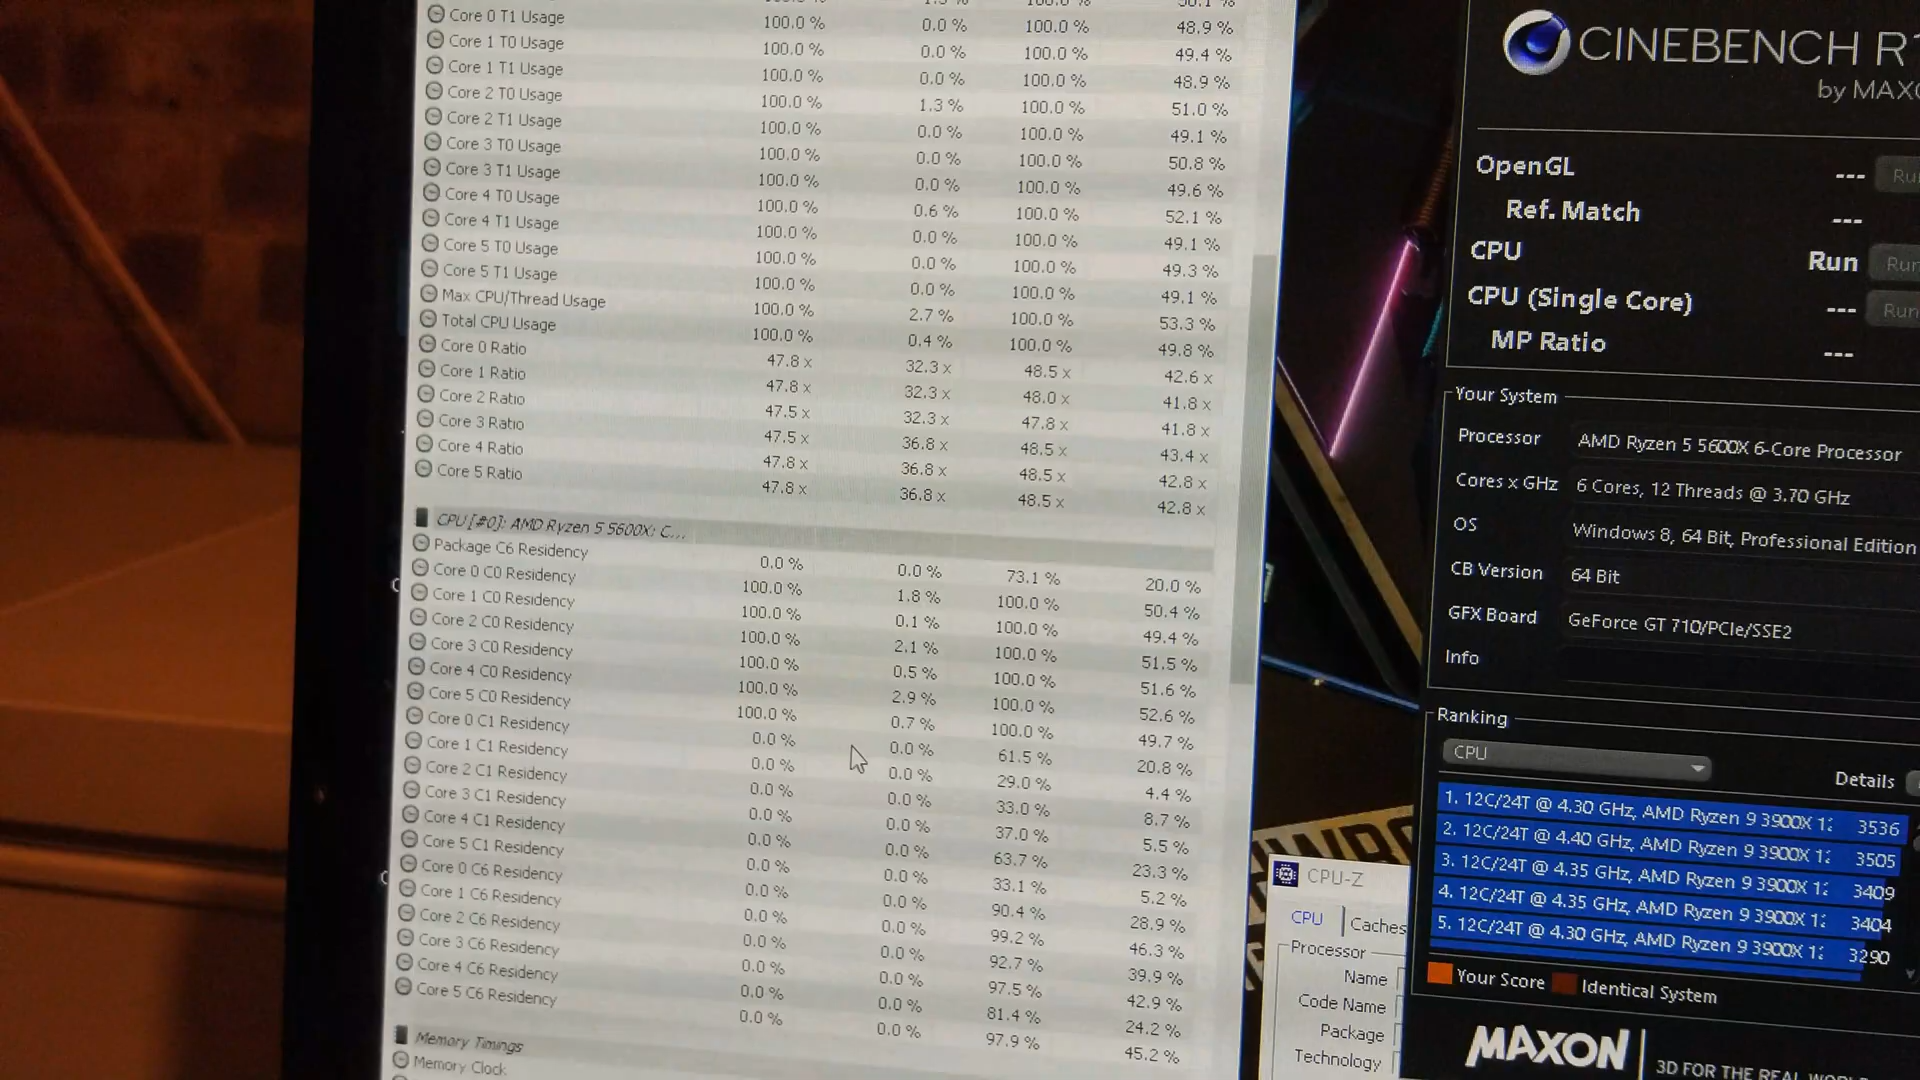 Core 0 T1 Usage 100.0 % 0.0 % 100.0 % 48.9 %
Core 1 T0 Usage 100.0 % 0.0 % 100.0 % 49.4 %
Core 1 T1 Usage 100.0 % 0.0 % 100.0 % 48.9 %
Core 2 T0 Usage 100.0 % 1.3 % 100.0 % 51.0 %
Core 2 T1 Usage 100.0 % 0.0 % 100.0 % 49.1 %
Core 3 T0 Usage 100.0 % 0.0 % 100.0 % 50.8 %
Core 3 T1 Usage 100.0 % 0.0 % 100.0 % 49.6 %
Core 4 T0 Usage 100.0 % 0.6 % 100.0 % 52.1 %
Core 4 T1 Usage 100.0 % 0.0 % 100.0 % 49.1 %
Core 5 T0 Usage 100.0 % 0.0 % 100.0 % 49.3 %
Core 5 T1 Usage 100.0 % 0.0 % 100.0 % 49.1 %
Max CPU/Thread Usage 100.0 % 2.7 % 100.0 % 53.3 %
Total CPU Usage 100.0 % 0.4 % 100.0 % 49.8 %
Core 0 Ratio 47.8 x 32.3 x 48.5 x 42.6 x
Core 1 Ratio 47.8 x 32.3 x 48.0 x 41.8 x
Core 2 Ratio 47.5 x 32.3 x 47.8 x 41.8 x
Core 3 Ratio 47.5 x 36.8 x 48.5 x 43.4 x
Core 4 Ratio 47.8 x 36.8 x 48.5 x 42.8 x
Core 5 Ratio 47.8 x 36.8 x 48.5 x 42.8 x
CPU [#0]: AMD Ryzen 5 5600X: C...
Package C6 Residency 0.0 % 0.0 % 73.1 % 20.0 %
Core 0 C0 Residency 100.0 % 1.8 % 100.0 % 50.4 %
Core 1 C0 Residency 100.0 % 0.1 % 100.0 % 49.4 %
Core 2 C0 Residency 100.0 % 2.1 % 100.0 % 51.5 %
Core 3 C0 Residency 100.0 % 0.5 % 100.0 % 51.6 %
Core 4 C0 Residency 100.0 % 2.9 % 100.0 % 52.6 %
Core 5 C0 Residency 100.0 % 0.7 % 100.0 % 49.7 %
Core 0 C1 Residency 0.0 % 0.0 % 61.5 % 20.8 %
Core 1 C1 Residency 0.0 % 0.0 % 29.0 % 4.4 %
Core 2 C1 Residency 0.0 % 0.0 % 33.0 % 8.7 %
Core 3 C1 Residency 0.0 % 0.0 % 37.0 % 5.5 %
Core 4 C1 Residency 0.0 % 0.0 % 63.7 % 23.3 %
Core 5 C1 Residency 0.0 % 0.0 % 33.1 % 5.2 %
Core 0 C6 Residency 0.0 % 0.0 % 90.4 % 28.9 %
Core 1 C6 Residency 0.0 % 0.0 % 99.2 % 46.3 %
Core 2 C6 Residency 0.0 % 0.0 % 92.7 % 39.9 %
Core 3 C6 Residency 0.0 % 0.0 % 97.5 % 42.9 %
Core 4 C6 Residency 0.0 % 0.0 % 81.4 % 24.2 %
Core 5 C6 Residency 0.0 % 0.0 % 97.9 % 45.2 %
Memory Timings
Memory Clock
CINEBENCH R1
by MAXO
OpenGL --- Ru
Ref. Match ---
CPU Run Run
CPU (Single Core) --- Run
MP Ratio ---
Your System
Processor AMD Ryzen 5 5600X 6-Core Processor
Cores x GHz 6 Cores, 12 Threads @ 3.70 GHz
OS Windows 8, 64 Bit, Professional Edition
CB Version 64 Bit
GFX Board GeForce GT 710/PCIe/SSE2
Info
Ranking
CPU
Details
1. 12C/24T @ 4.30 GHz, AMD Ryzen 9 3900X 12 3536
2. 12C/24T @ 4.40 GHz, AMD Ryzen 9 3900X 12 3505
3. 12C/24T @ 4.35 GHz, AMD Ryzen 9 3900X 12 3409
4. 12C/24T @ 4.35 GHz, AMD Ryzen 9 3900X 12 3404
5. 12C/24T @ 4.30 GHz, AMD Ryzen 9 3900X 12 3290
Your Score Identical System
MAXON 3D FOR THE REAL WORL
CPU-Z
CPU Caches
Processor
Name
Code Name
Package
Technology